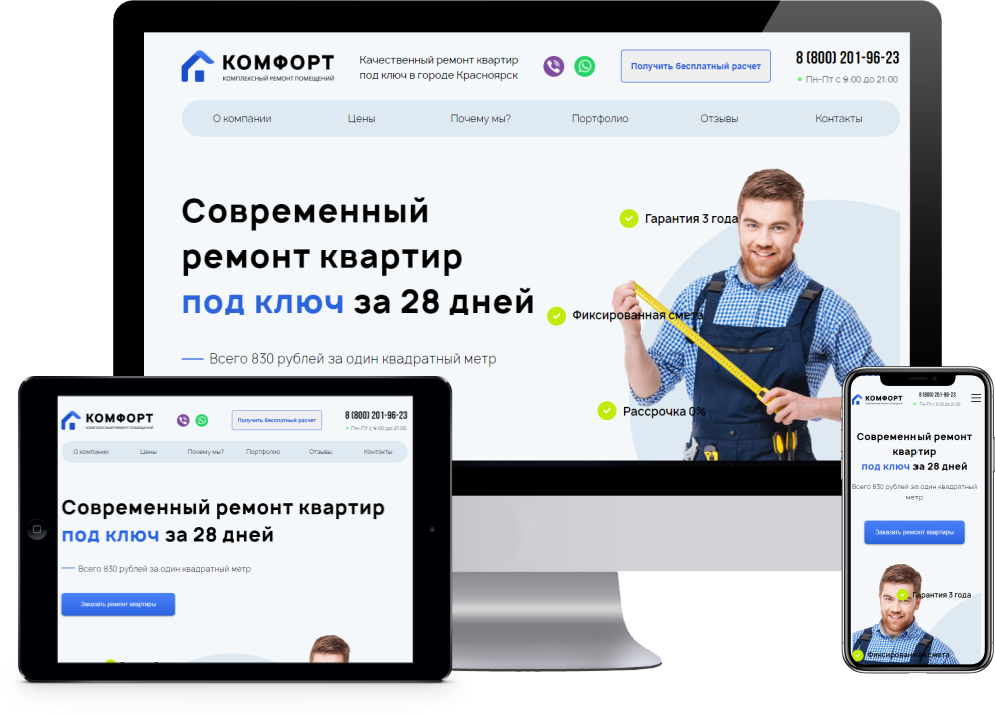 КОМФОРТ
КОМПЛЕКСНЫЙ РЕМОНТ ПОМЕЩЕНИЙ
Качественный ремонт квартир
под ключ в городе Красноярск
Получить бесплатный расчет
8 (800) 201-96-23
Пн-Пт с 9:00 до 21:00
О компании
Цены
Почему мы?
Портфолио
Отзывы
Контакты
Современный
ремонт квартир
под ключ за 28 дней
Всего 830 рублей за один квадратный метр
Гарантия 3 года
Фиксированная смета
Рассрочка 0%
КОМФОРТ
КОМПЛЕКСНЫЙ РЕМОНТ ПОМЕЩЕНИЙ
Получить бесплатный расчет
8 (800) 201-96-23
Пн-Пт с 9:00 до 21:00
О компании
Цены
Почему мы?
Портфолио
Отзывы
Контакты
Современный ремонт квартир
под ключ за 28 дней
Всего 830 рублей за один квадратный метр
Заказать ремонт квартиры
КОМФОРТ
8 (800) 201-96-23
Пн-Пт с 9:00 до 21:00
Современный ремонт
квартир
под ключ за 28 дней
Всего 830 рублей за один квадратный
метр
Заказать ремонт квартиры
Гарантия 3 года
Фиксированная смета